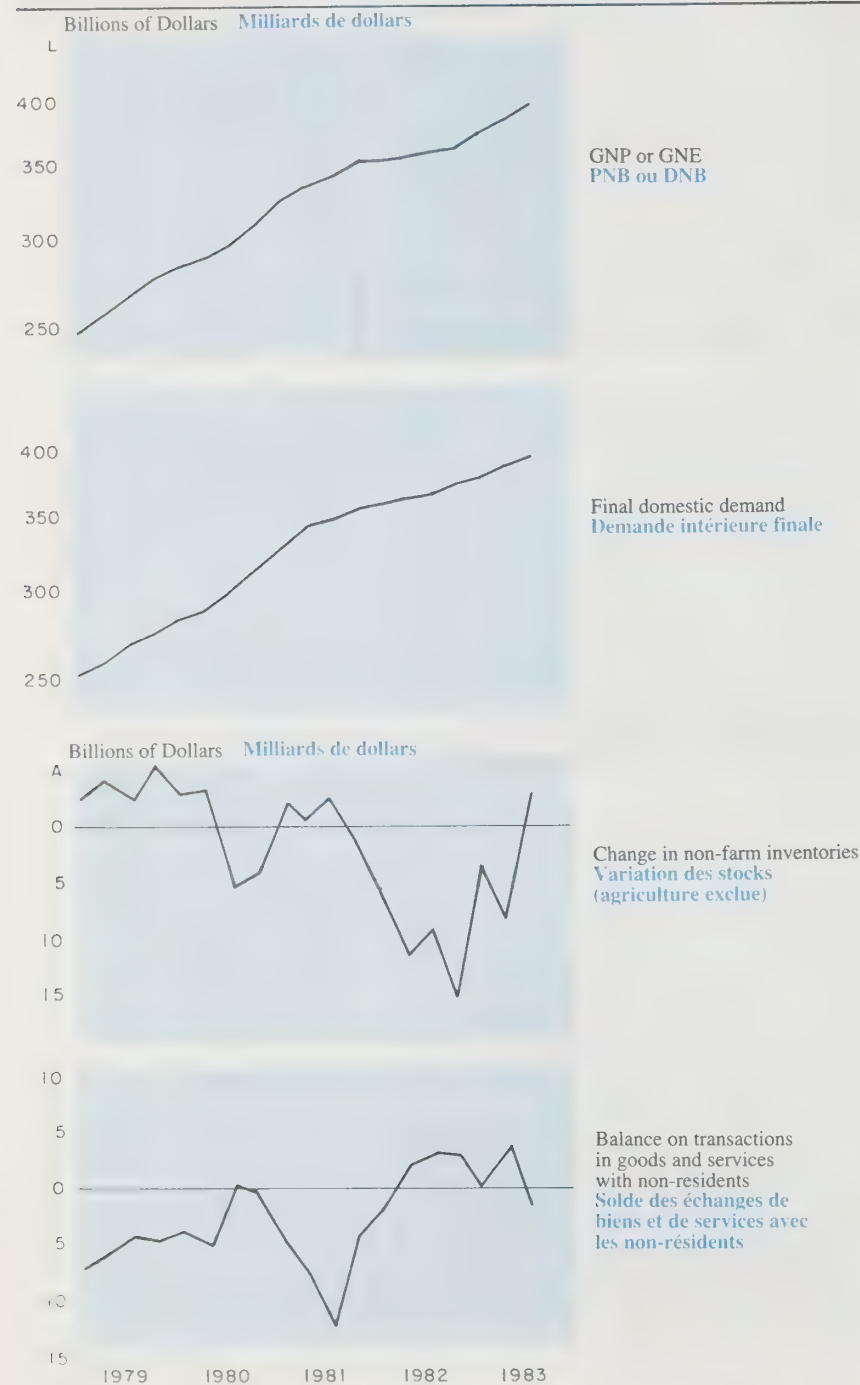 Billions of Dollars Milliards de dollars
L
400
350
300
250
GNP or GNE
PNB ou DNB
400
350
300
250
Final domestic demand
Demande intérieure finale
Billions of Dollars Milliards de dollars
A
0
5
10
15
Change in non-farm inventories
Variation des stocks
(agriculture exclue)
10
5
0
5
10
15
Balance on transactions
in goods and services
with non-residents
Solde des échanges de
biens et de services avec
les non-résidents
1979 1980 1981 1982 1983